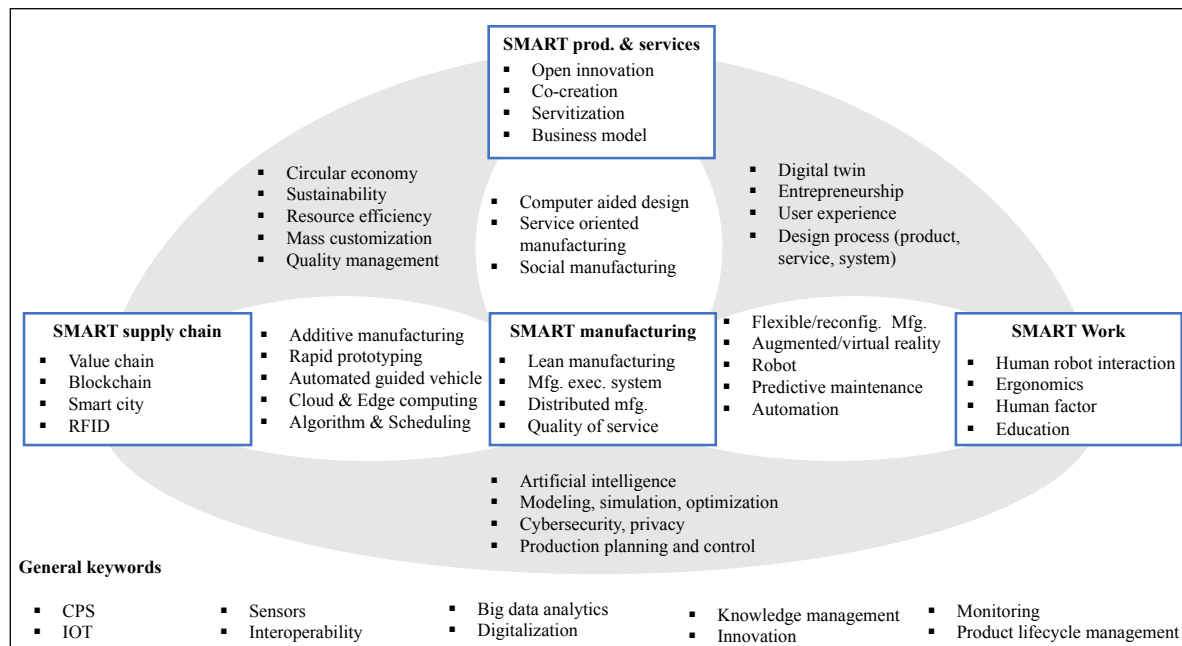 SMART prod. & services
▪ Open innovation
▪ Co-creation
▪ Servitization
▪ Business model
▪ Circular economy
▪ Sustainability
▪ Resource efficiency
▪ Mass customization
▪ Quality management
▪ Computer aided design
▪ Service oriented
manufacturing
▪ Social manufacturing
▪ Digital twin
▪ Entrepreneurship
▪ User experience
▪ Design process (product,
service, system)
SMART supply chain
▪ Value chain
▪ Blockchain
▪ Smart city
▪ RFID
▪ Additive manufacturing
▪ Rapid prototyping
▪ Automated guided vehicle
▪ Cloud & Edge computing
▪ Algorithm & Scheduling
SMART manufacturing
▪ Lean manufacturing
▪ Mfg. exec. system
▪ Distributed mfg.
▪ Quality of service
▪ Flexible/reconfig. Mfg.
▪ Augmented/virtual reality
▪ Robot
▪ Predictive maintenance
▪ Automation
SMART Work
▪ Human robot interaction
▪ Ergonomics
▪ Human factor
▪ Education
▪ Artificial intelligence
▪ Modeling, simulation, optimization
▪ Cybersecurity, privacy
▪ Production planning and control
General keywords
▪ CPS
▪ IOT
▪ Sensors
▪ Interoperability
▪ Big data analytics
▪ Digitalization
▪ Knowledge management
▪ Innovation
▪ Monitoring
▪ Product lifecycle management